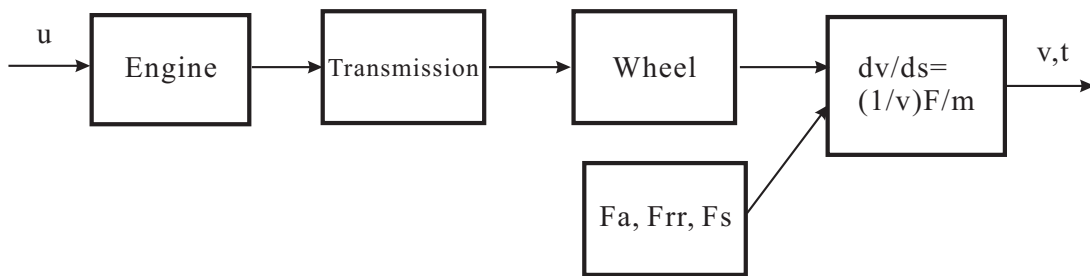 u
Engine
Transmission
Wheel
dv/ds=
(1/v)F/m
v,t
Fa, Frr, Fs